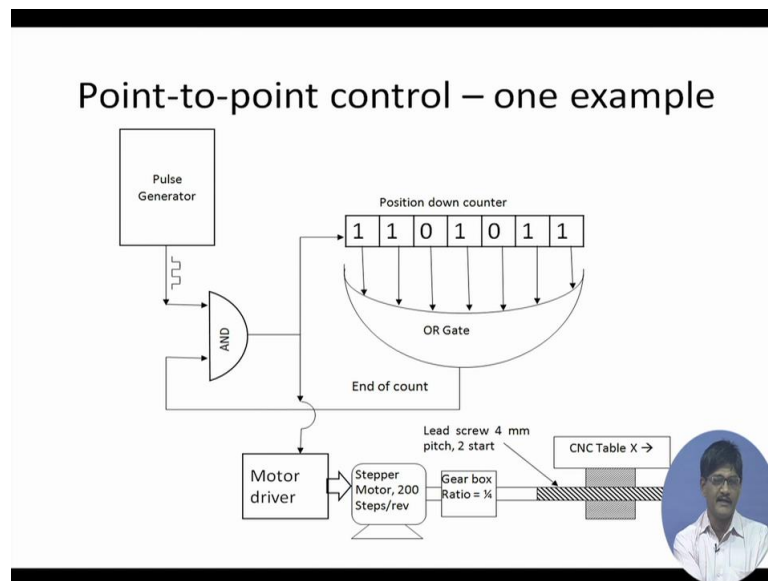 Point-to-point control – one example
Pulse
Generator
Position down counter
1 1 0 1 0 1 1
AND
OR Gate
End of count
Lead screw 4 mm
pitch, 2 start
CNC Table X →
Motor
driver
Stepper
Motor, 200
Steps/rev
Gear box
Ratio = ¼